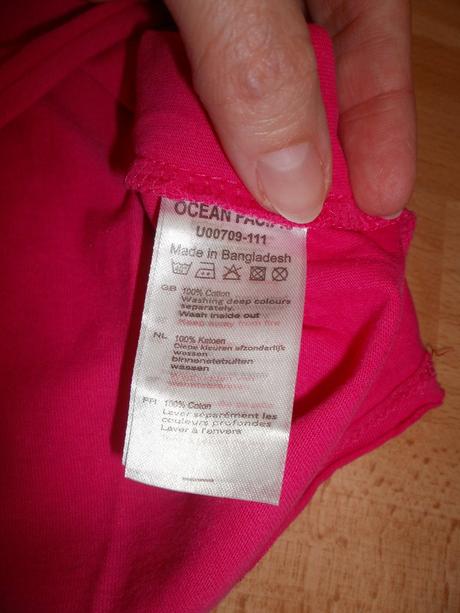 OCEAN PACIFIC
U00709-111
Made in Bangladesh
GB 100% Cotton
Washing deep colours
separately.
Wash inside out
Keep away from fire
NL 100% Katoen
Diepe kleuren afzonderlijk
wassen
binnenstebuiten
wassen
FR 100% Coton
Laver séparément les
couleurs profondes
Laver à l'envers